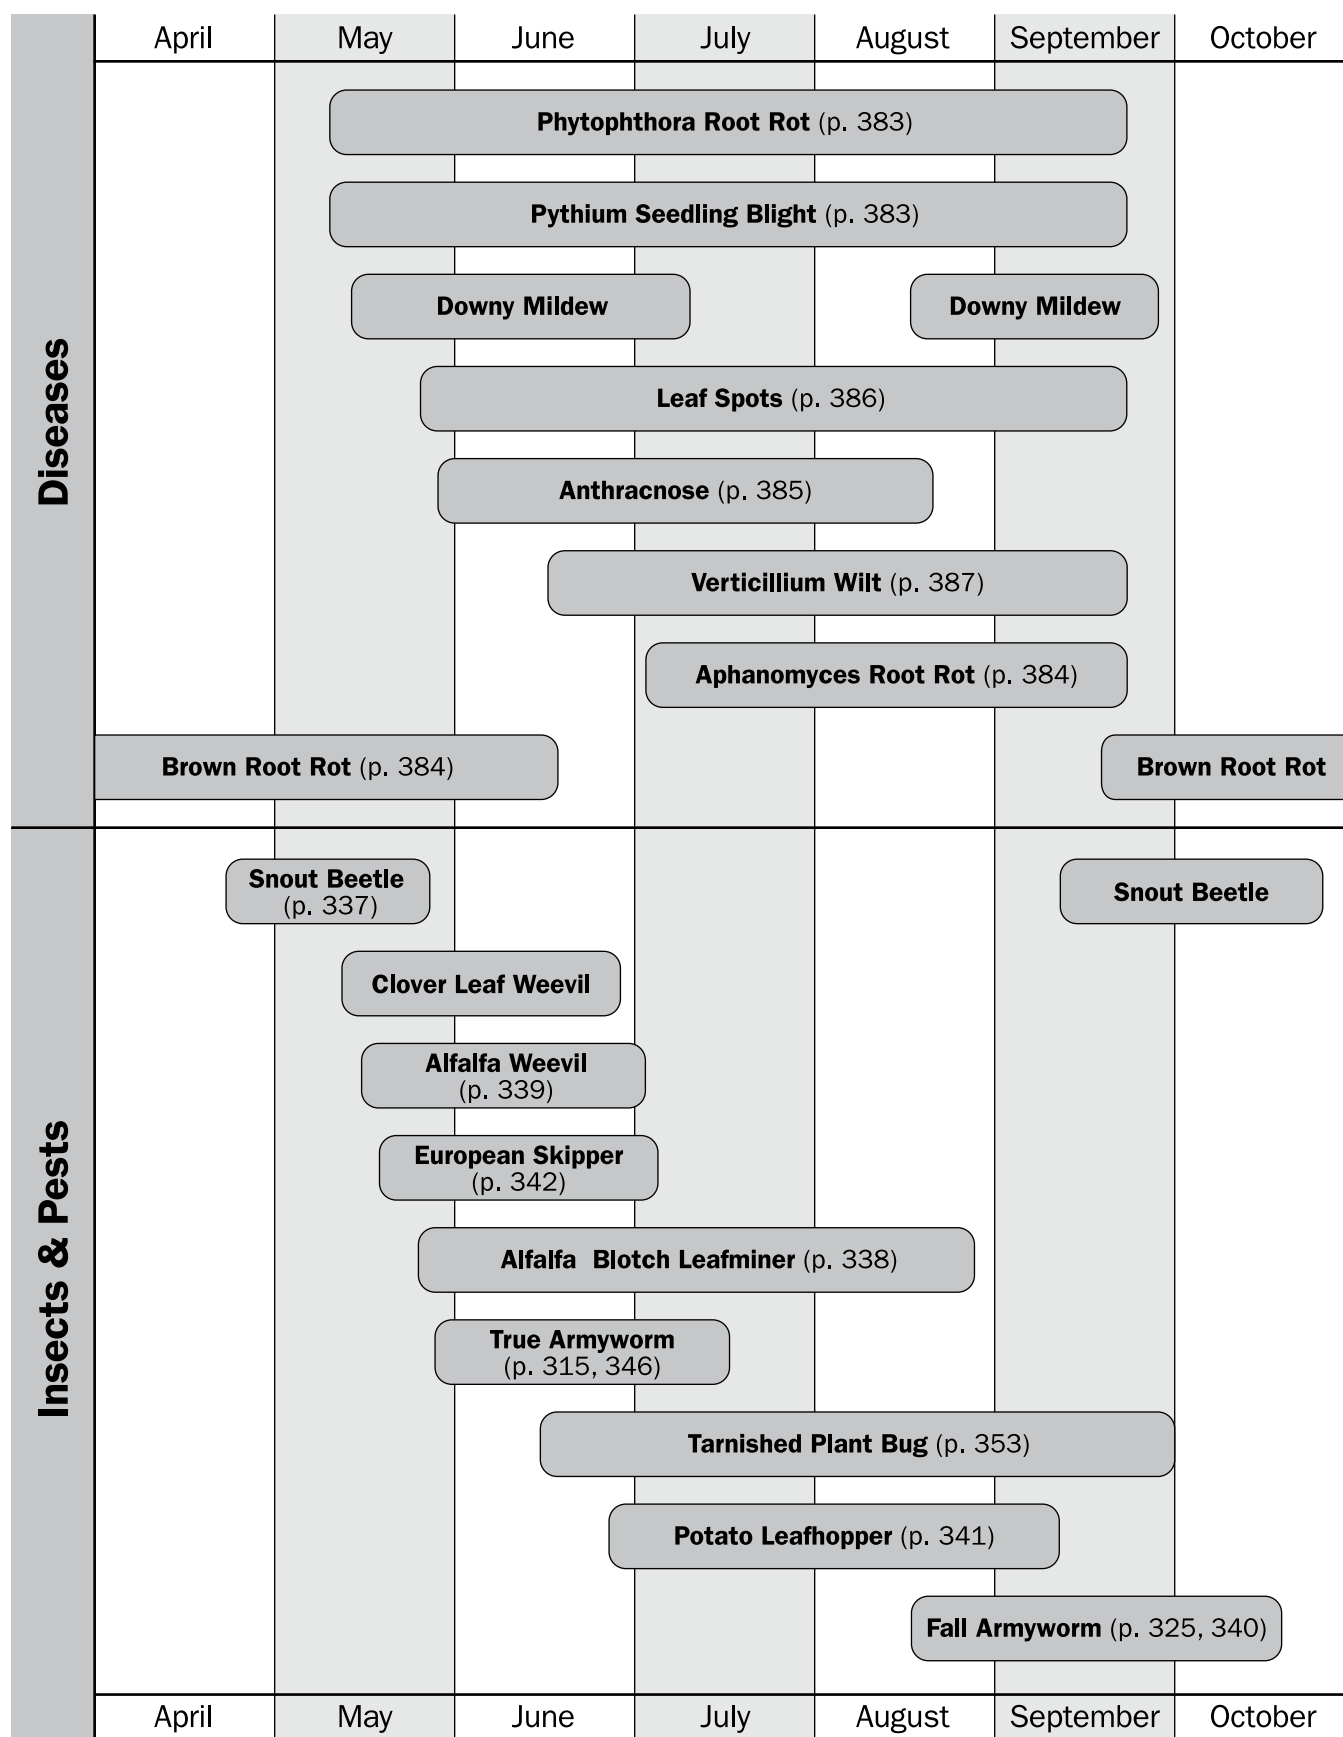 April May June July August September October
Diseases
Phytophthora Root Rot (p. 383)
Pythium Seedling Blight (p. 383)
Downy Mildew Downy Mildew
Leaf Spots (p. 386)
Anthracnose (p. 385)
Verticillium Wilt (p. 387)
Aphanomyces Root Rot (p. 384)
Brown Root Rot (p. 384) Brown Root Rot
Insects & Pests
Snout Beetle
(p. 337)
Snout Beetle
Clover Leaf Weevil
Alfalfa Weevil
(p. 339)
European Skipper
(p. 342)
Alfalfa Blotch Leafminer (p. 338)
True Armyworm
(p. 315, 346)
Tarnished Plant Bug (p. 353)
Potato Leafhopper (p. 341)
Fall Armyworm (p. 325, 340)
April May June July August September October